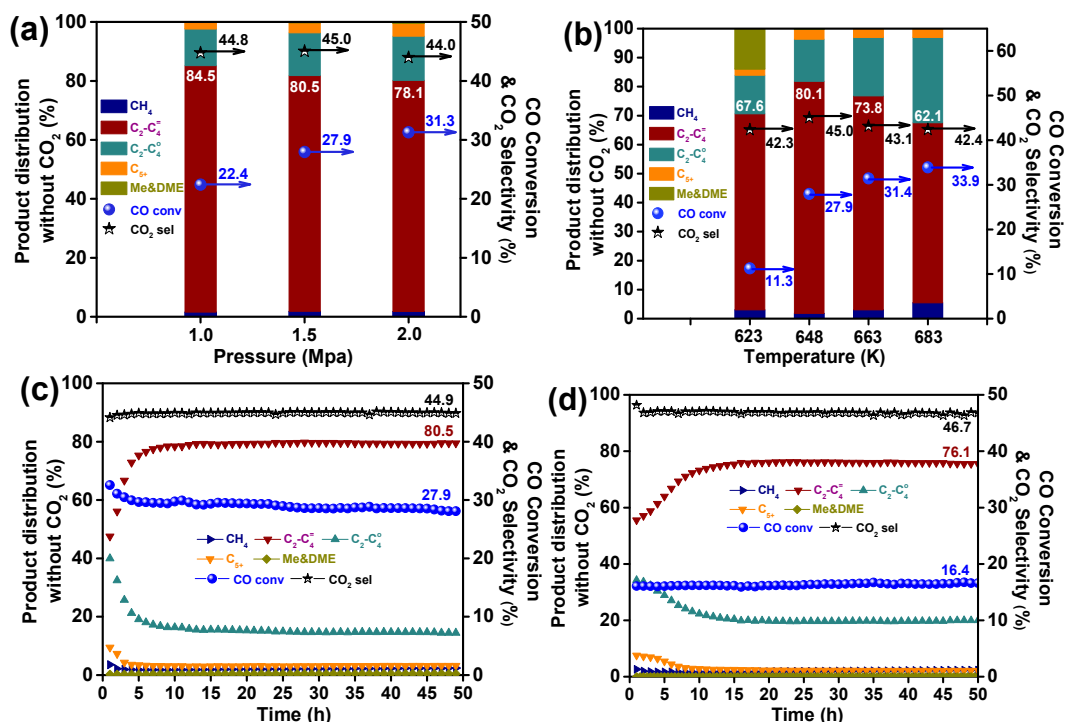 (a)
Product distribution
without CO₂ (%)
100
80
60
40
20
0
50
40
30
20
10
0
CO Conversion
& CO₂ Selectivity (%)
44.8
45.0
44.0
84.5
80.5
78.1
31.3
27.9
22.4
CH₄
C₂-C₄⁼
C₂-C₄⁰
C₅₊
Me&DME
CO conv
CO₂ sel
1.0
1.5
2.0
Pressure (Mpa)
(b)
Product distribution
without CO₂ (%)
100
90
80
70
60
50
40
30
20
10
0
60
50
40
30
20
10
0
CO Conversion
& CO₂ Selectivity (%)
67.6
80.1
73.8
62.1
42.3
45.0
43.1
42.4
11.3
27.9
31.4
33.9
CH₄
C₂-C₄⁼
C₂-C₄⁰
C₅₊
Me&DME
CO conv
CO₂ sel
623
648
663
683
Temperature (K)
(c)
Product distribution
without CO₂ (%)
100
80
60
40
20
0
50
40
30
20
10
0
CO Conversion
& CO₂ Selectivity (%)
44.9
80.5
27.9
CH₄
C₂-C₄⁼
C₂-C₄⁰
C₅₊
Me&DME
CO conv
CO₂ sel
0 5 10 15 20 25 30 35 40 45 50
Time (h)
(d)
Product distribution
without CO₂ (%)
100
80
60
40
20
0
50
40
30
20
10
0
CO Conversion
& CO₂ Selectivity (%)
46.7
76.1
16.4
CH₄
C₂-C₄⁼
C₂-C₄⁰
C₅₊
Me&DME
CO conv
CO₂ sel
0 5 10 15 20 25 30 35 40 45 50
Time (h)